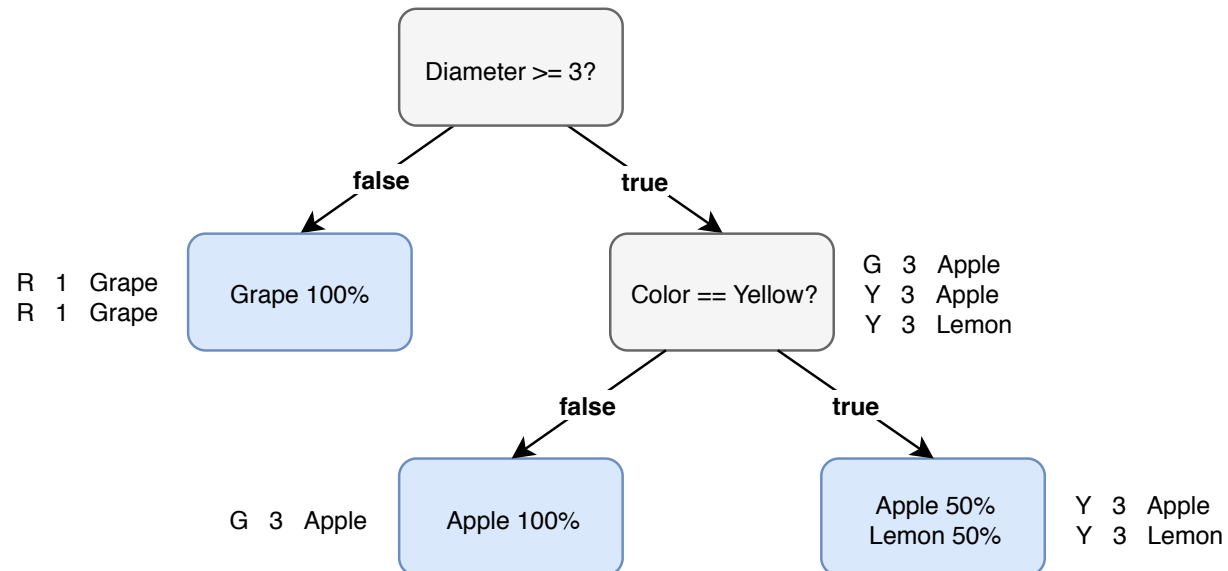 Diameter >= 3?
false
true
R 1 Grape
R 1 Grape
Grape 100%
Color == Yellow?
G 3 Apple
Y 3 Apple
Y 3 Lemon
false
true
G 3 Apple
Apple 100%
Apple 50%
Lemon 50%
Y 3 Apple
Y 3 Lemon